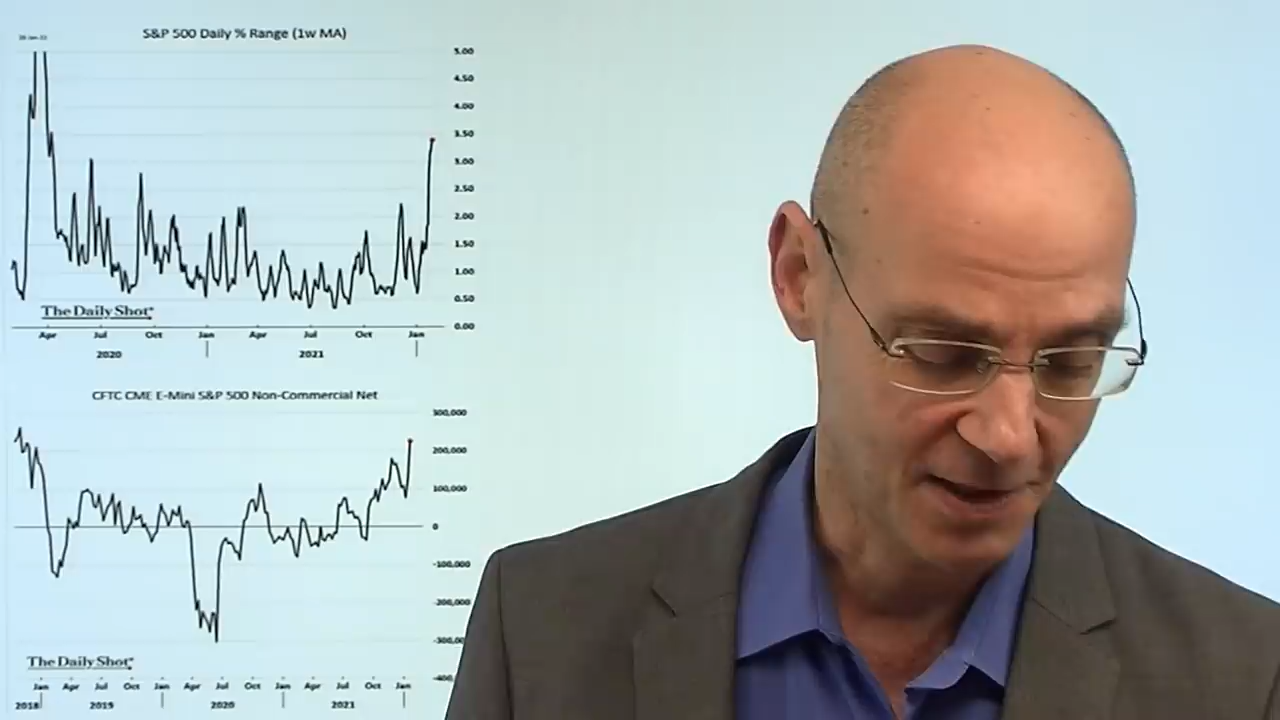 S&P 500 Daily % Range (1w MA)
5.00
4.50
4.00
3.50
3.00
2.50
2.00
1.50
1.00
0.50
0.00
The Daily Shot®
Apr Jul Oct Jan Apr Jul Oct Jan
2020 2021
CFTC CME E-Mini S&P 500 Non-Commercial Net
300,000
200,000
100,000
0
-100,000
-200,000
-300,00
-400
The Daily Shot®
Jan Apr Jul Oct Jan Apr Jul Oct Jan Apr Jul Oct Jan
2018 2019 2020 2021